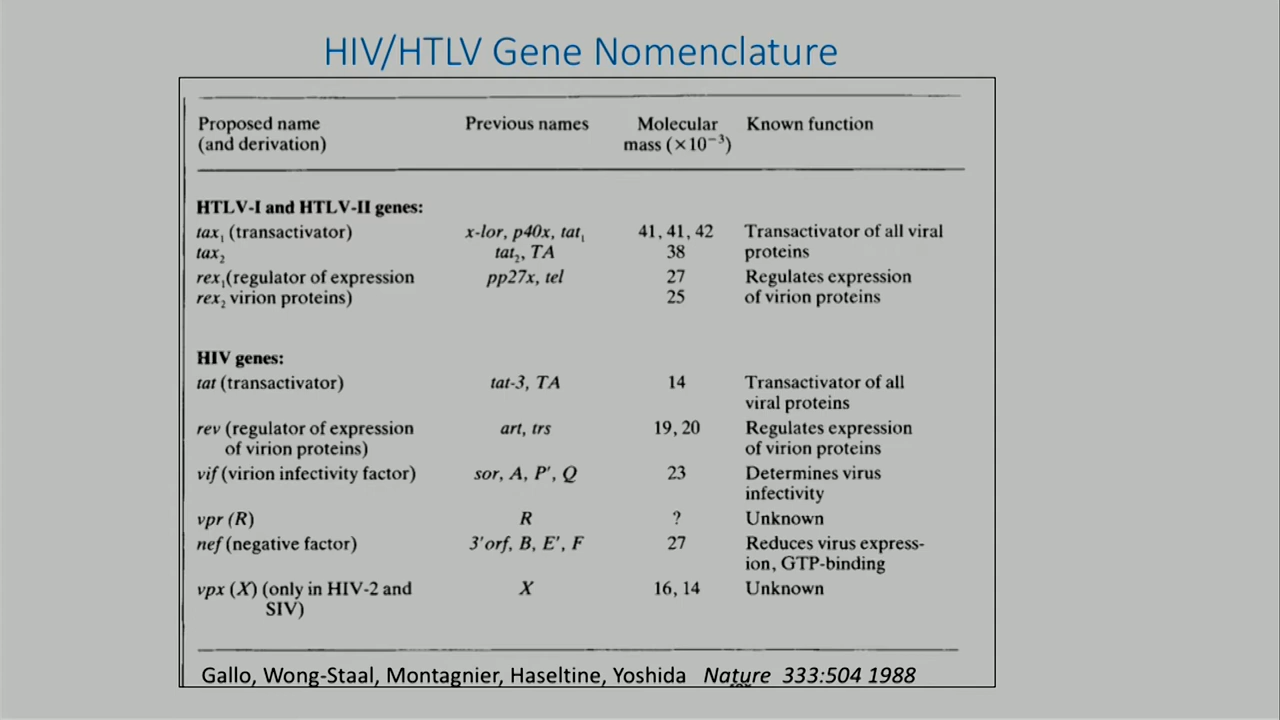 HIV/HTLV Gene Nomenclature
Proposed name Previous names Molecular Known function
(and derivation) mass (×10⁻³)
HTLV-I and HTLV-II genes:
tax₁ (transactivator) x-lor, p40x, tat₁ 41, 41, 42 Transactivator of all viral
tax₂ tat₂, TA 38 proteins
rex₁(regulator of expression pp27x, tel 27 Regulates expression
rex₂ virion proteins) 25 of virion proteins
HIV genes:
tat (transactivator) tat-3, TA 14 Transactivator of all
viral proteins
rev (regulator of expression art, trs 19, 20 Regulates expression
of virion proteins) of virion proteins
vif (virion infectivity factor) sor, A, P', Q 23 Determines virus
infectivity
vpr (R) R ? Unknown
nef (negative factor) 3'orf, B, E', F 27 Reduces virus express-
ion, GTP-binding
vpx (X) (only in HIV-2 and X 16, 14 Unknown
SIV)
Gallo, Wong-Staal, Montagnier, Haseltine, Yoshida Nature 333:504 1988